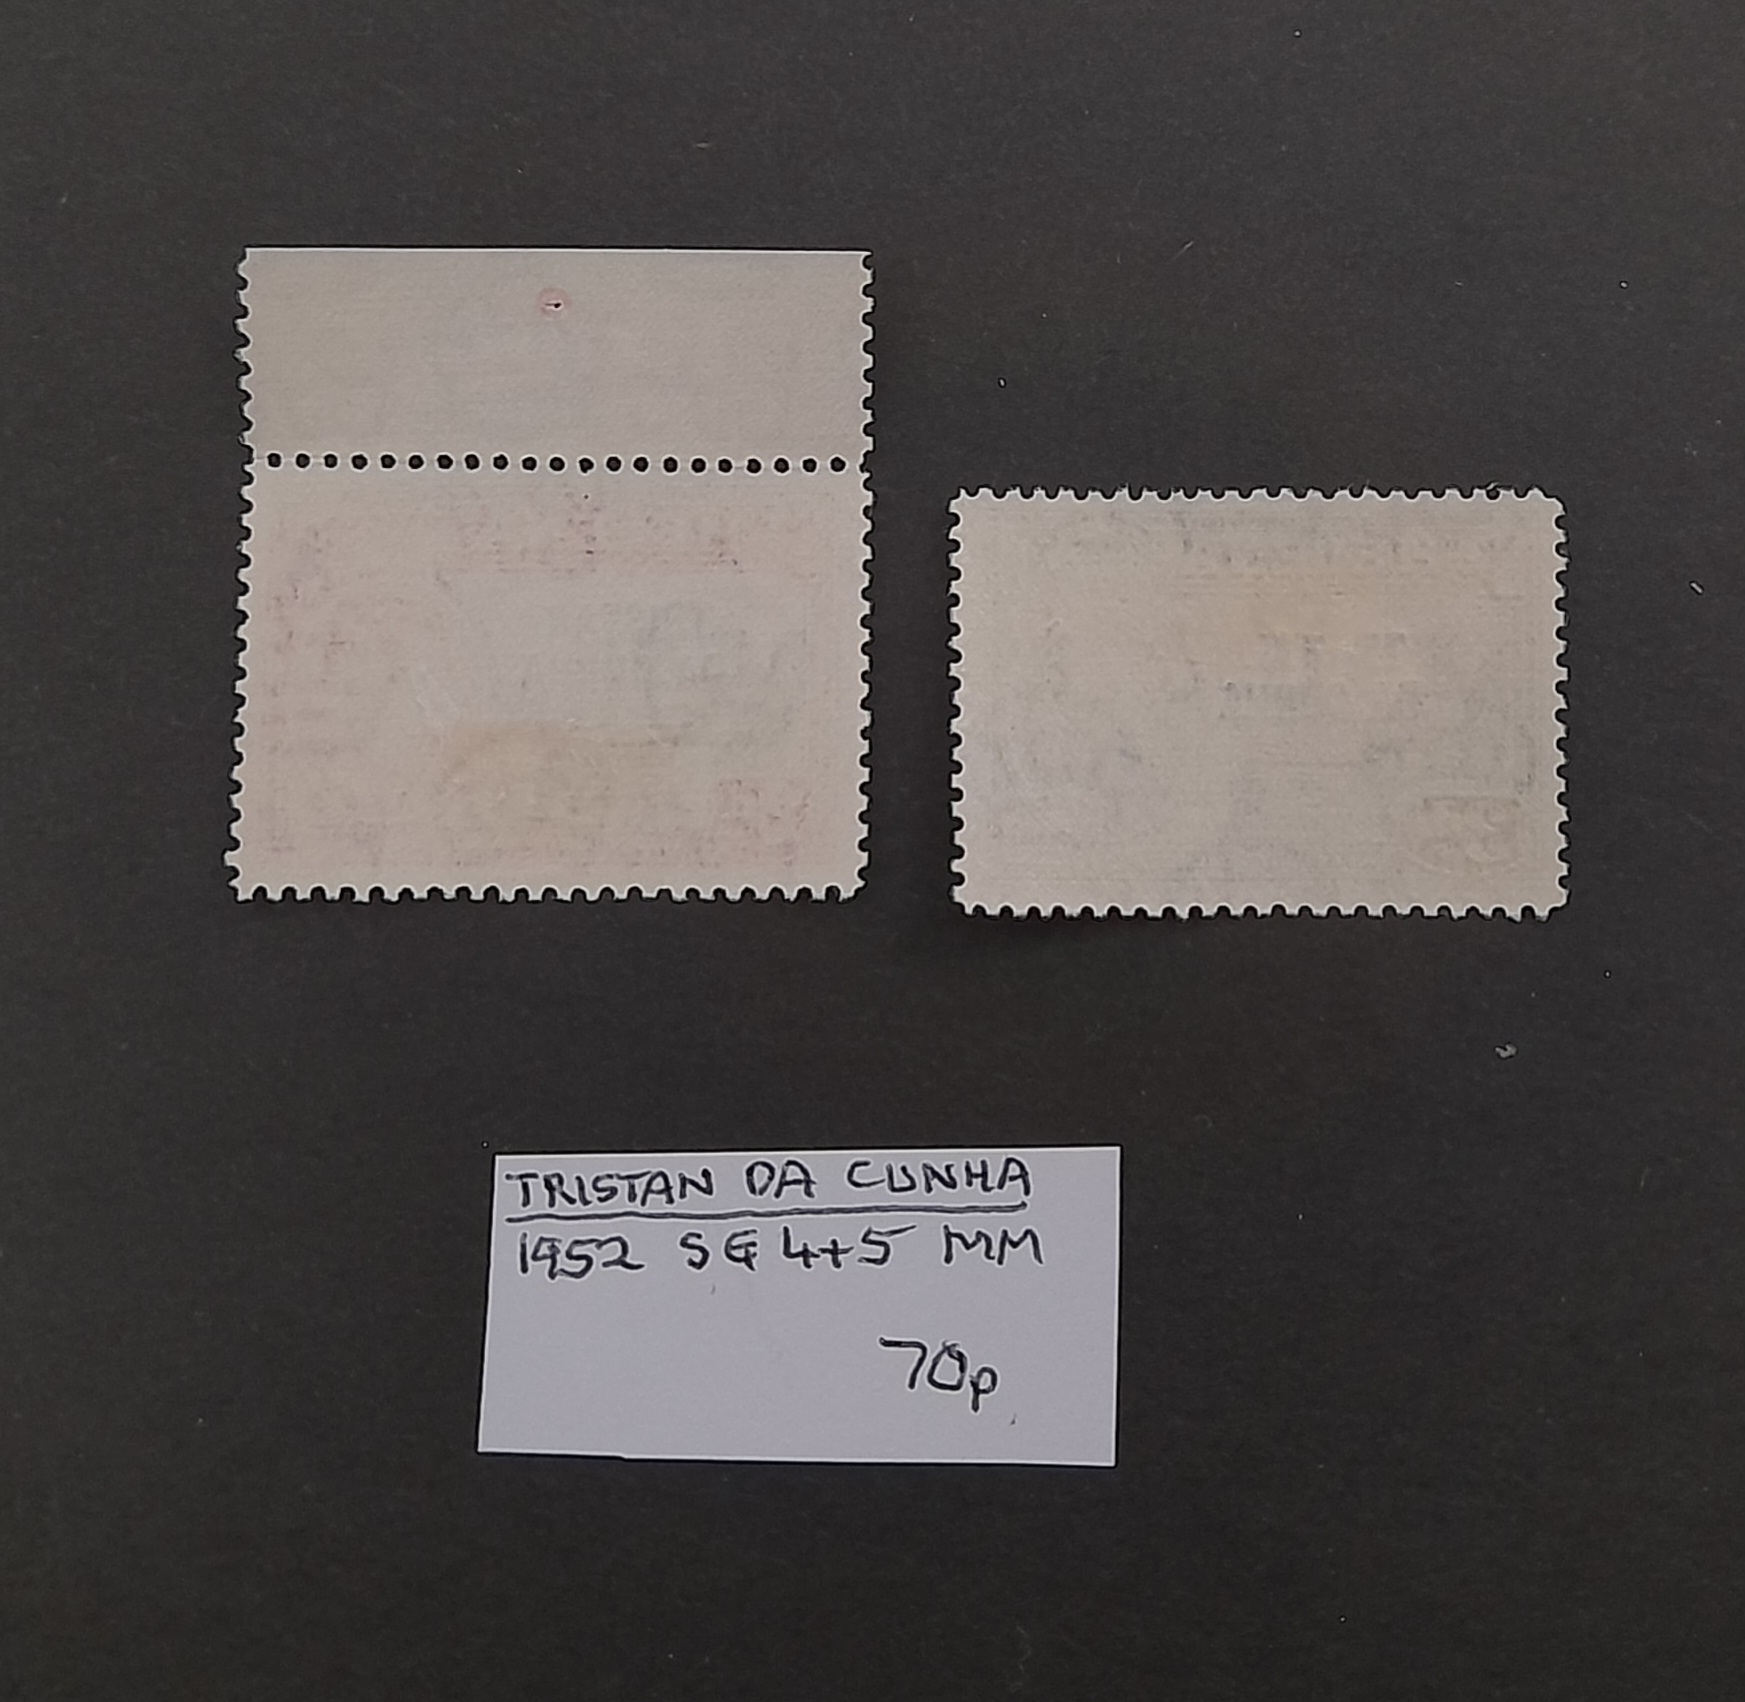 TRISTAN DA CUNHA
1952 SG 4+5 MM
70p